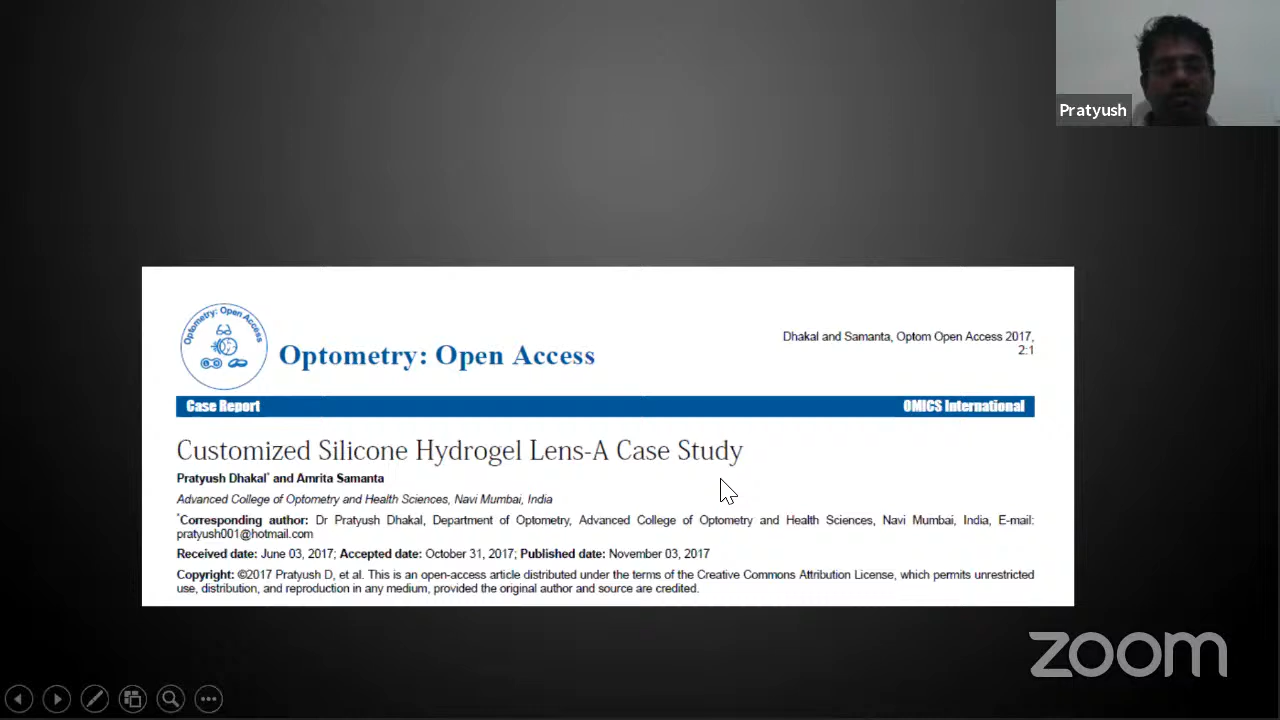 Pratyush
Optometry: Open Access
Optometry: Open Access
Dhakal and Samanta, Optom Open Access 2017,
2:1
Case Report
OMICS International
Customized Silicone Hydrogel Lens-A Case Study
Pratyush Dhakal* and Amrita Samanta
Advanced College of Optometry and Health Sciences, Navi Mumbai, India
*Corresponding author: Dr Pratyush Dhakal, Department of Optometry, Advanced College of Optometry and Health Sciences, Navi Mumbai, India, E-mail:
pratyush001@hotmail.com
Received date: June 03, 2017; Accepted date: October 31, 2017; Published date: November 03, 2017
Copyright: ©2017 Pratyush D, et al. This is an open-access article distributed under the terms of the Creative Commons Attribution License, which permits unrestricted
use, distribution, and reproduction in any medium, provided the original author and source are credited.
zoom